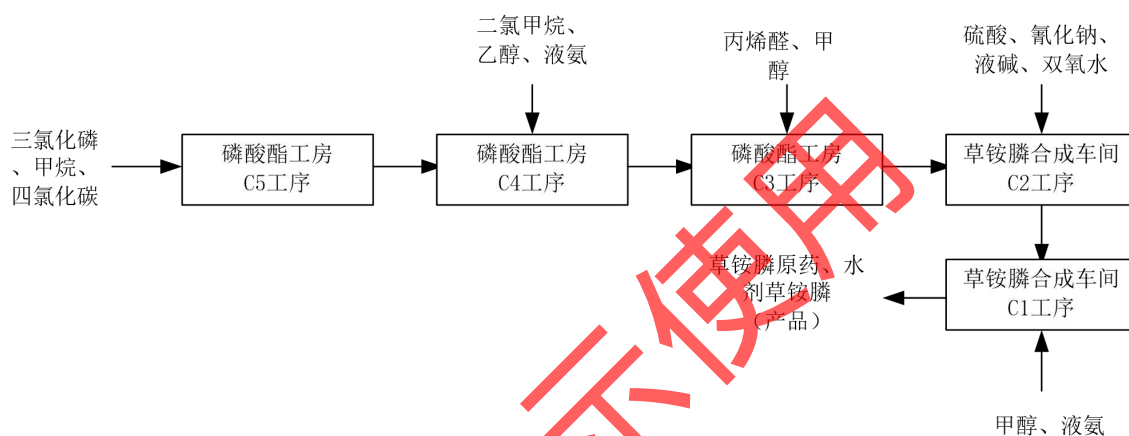 二氯甲烷、
乙醇、液氨
丙烯醛、甲
醇
硫酸、氰化钠、
液碱、双氧水
三氯化磷
、甲烷、
四氯化碳
磷酸酯工房
C5工序
磷酸酯工房
C4工序
磷酸酯工房
C3工序
草铵膦合成车间
C2工序
草铵膦原药、水
剂草铵膦
（产品）
草铵膦合成车间
C1工序
甲醇、液氨
示使用